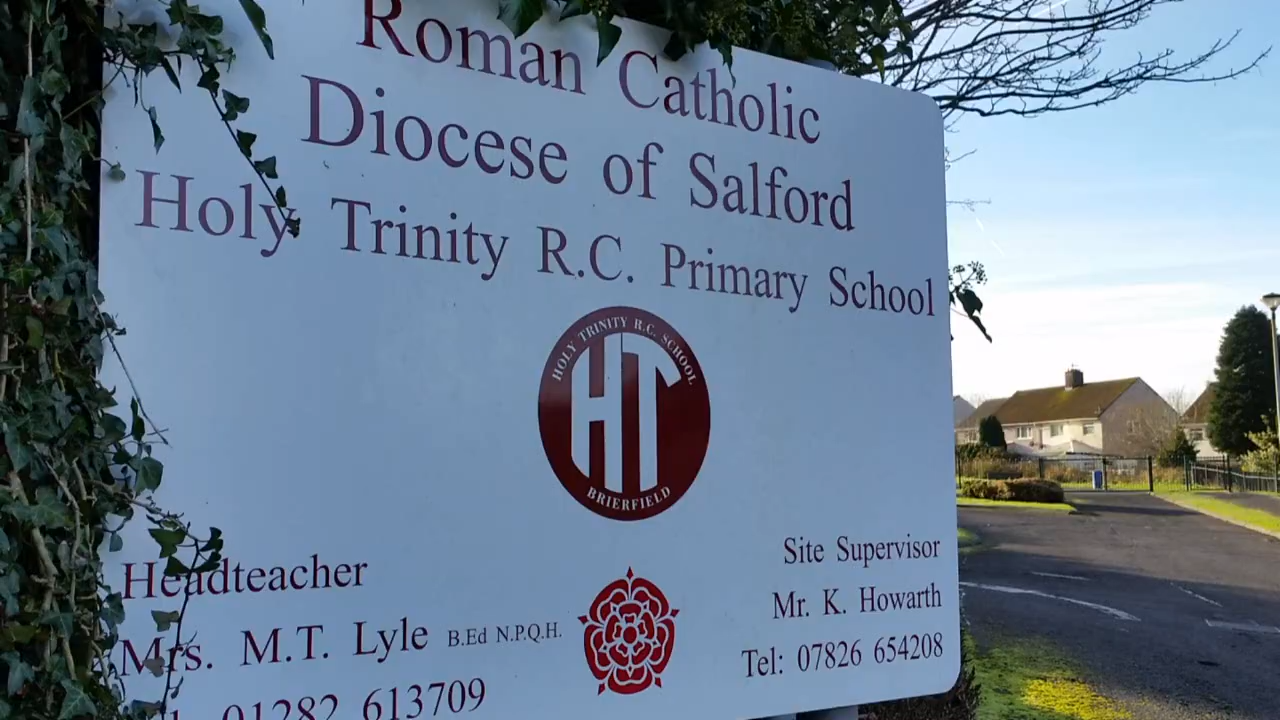 Roman Catholic
Diocese of Salford
Holy Trinity R.C. Primary School
HOLY TRINITY R.C. SCHOOL
HT
BRIERFIELD
Headteacher
Mrs. M.T. Lyle B.Ed N.P.Q.H.
01282 613709
Site Supervisor
Mr. K. Howarth
Tel: 07826 654208